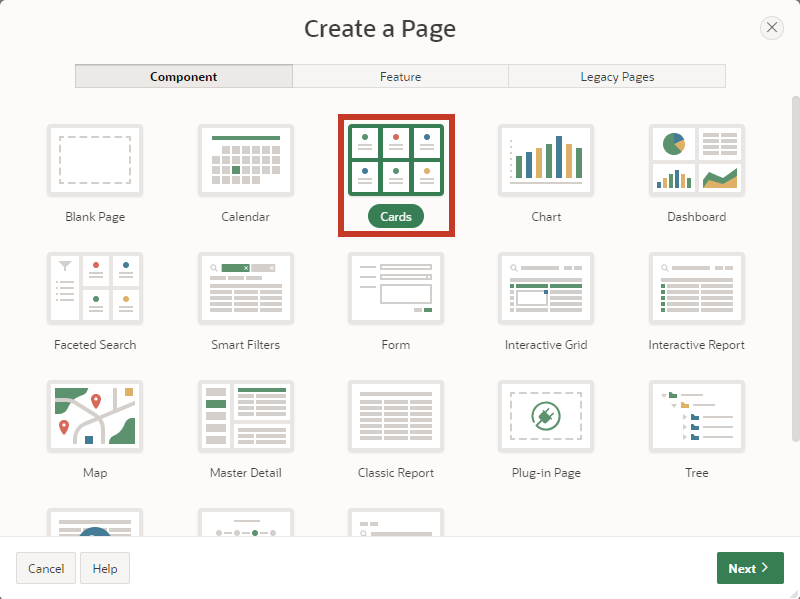 Create a Page
Component Feature Legacy Pages
Blank Page Calendar Cards Chart Dashboard
Faceted Search Smart Filters Form Interactive Grid Interactive Report
Map Master Detail Classic Report Plug-in Page Tree
Cancel Help Next